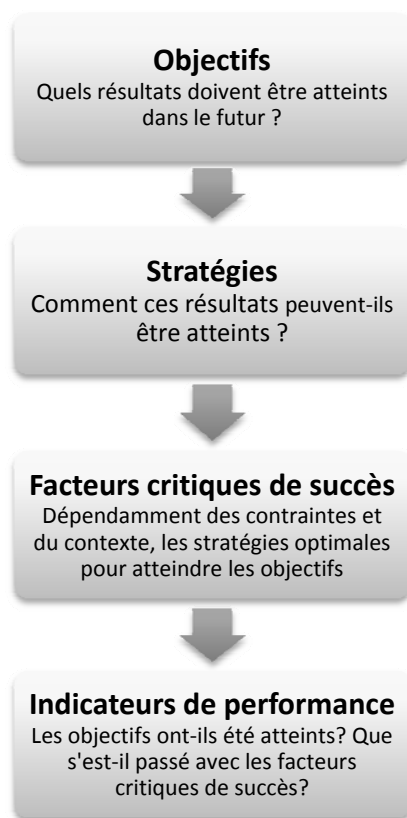 Objectifs
Quels résultats doivent être atteints
dans le futur ?
Stratégies
Comment ces résultats peuvent-ils
être atteints ?
Facteurs critiques de succès
Dépendamment des contraintes et
du contexte, les stratégies optimales
pour atteindre les objectifs
Indicateurs de performance
Les objectifs ont-ils été atteints? Que
s'est-il passé avec les facteurs
critiques de succès?